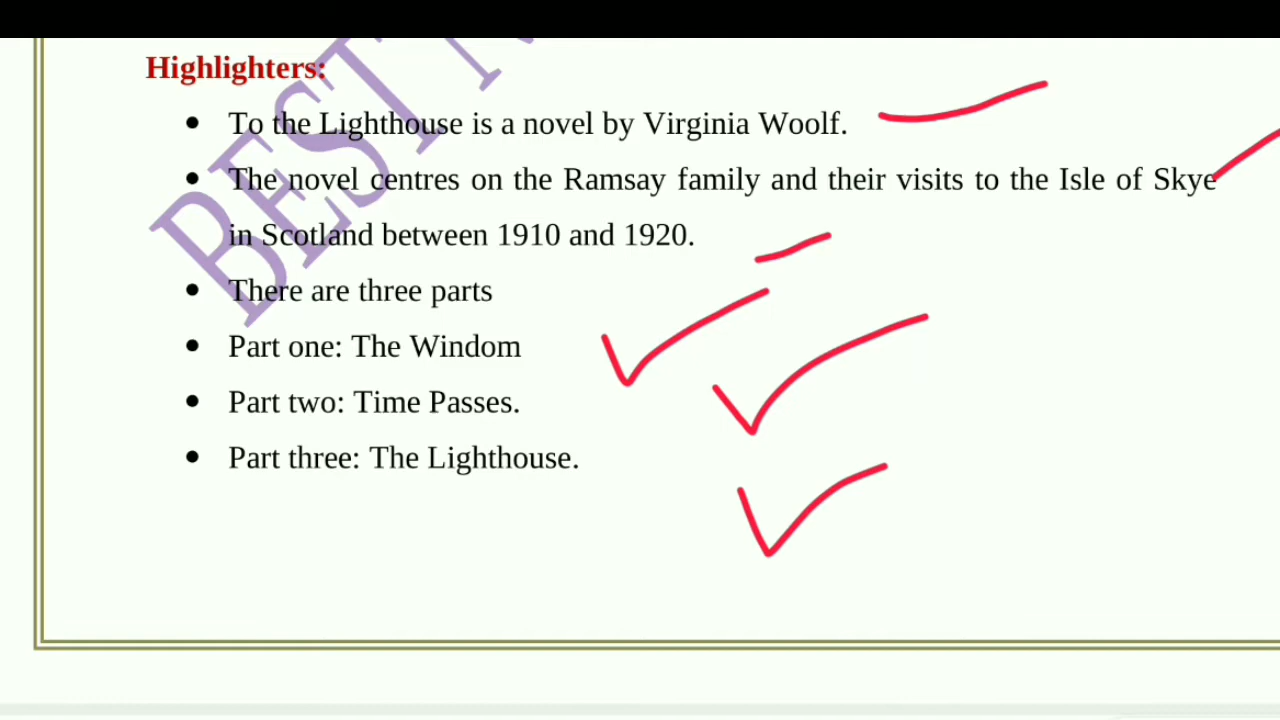 Highlighters:
• To the Lighthouse is a novel by Virginia Woolf.
• The novel centres on the Ramsay family and their visits to the Isle of Skye
in Scotland between 1910 and 1920.
• There are three parts
• Part one: The Windom
• Part two: Time Passes.
• Part three: The Lighthouse.
BEST